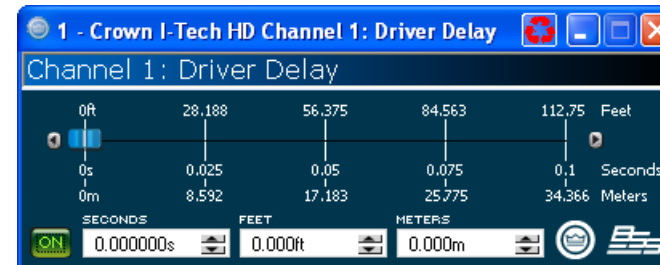 1 - Crown I-Tech HD Channel 1: Driver Delay
Channel 1: Driver Delay
0ft 28.188 56.375 84.563 112.75 Feet
0s 0.025 0.05 0.075 0.1 Seconds
0m 8.592 17.183 25.775 34.366 Meters
SECONDS FEET METERS
ON 0.000000s 0.000ft 0.000m BSS